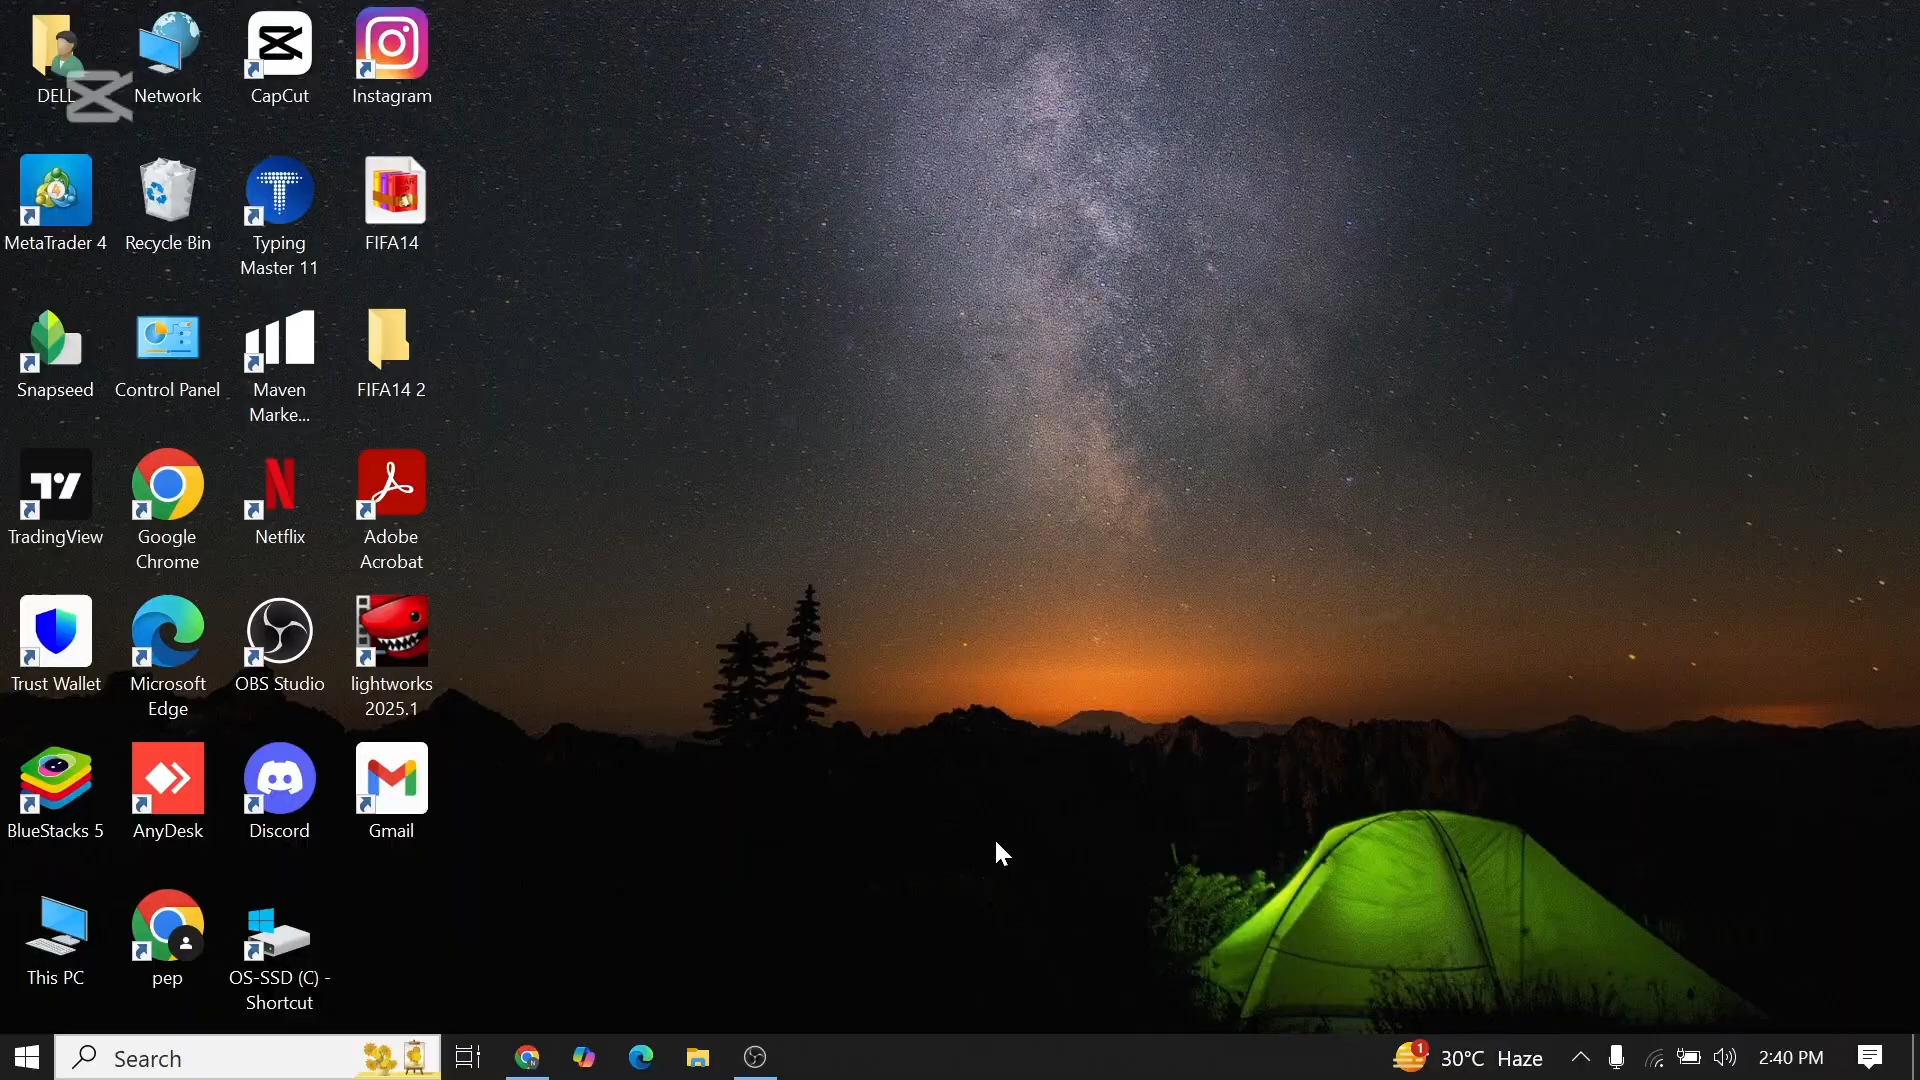 DELL
Network
CapCut
Instagram
MetaTrader 4
Recycle Bin
Typing
Master 11
FIFA14
Snapseed
Control Panel
Maven
Marke...
FIFA14 2
TradingView
Google
Chrome
Netflix
Adobe
Acrobat
Trust Wallet
Microsoft
Edge
OBS Studio
lightworks
2025.1
BlueStacks 5
AnyDesk
Discord
Gmail
This PC
pep
OS-SSD (C) -
Shortcut
Search
1
30°C Haze
2:40 PM